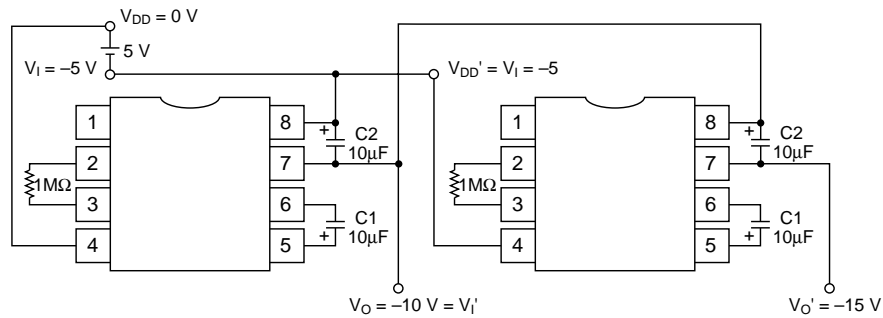 V_DD = 0 V
5 V
V_I = –5 V
V_DD' = V_I = –5
1
2
3
4
8
7
6
5
1MΩ
+
C2
10µF
C1
+
10µF
1
2
3
4
8
7
6
5
1MΩ
+
C2
10µF
C1
+
10µF
V_O = –10 V = V_I'
V_O' = –15 V